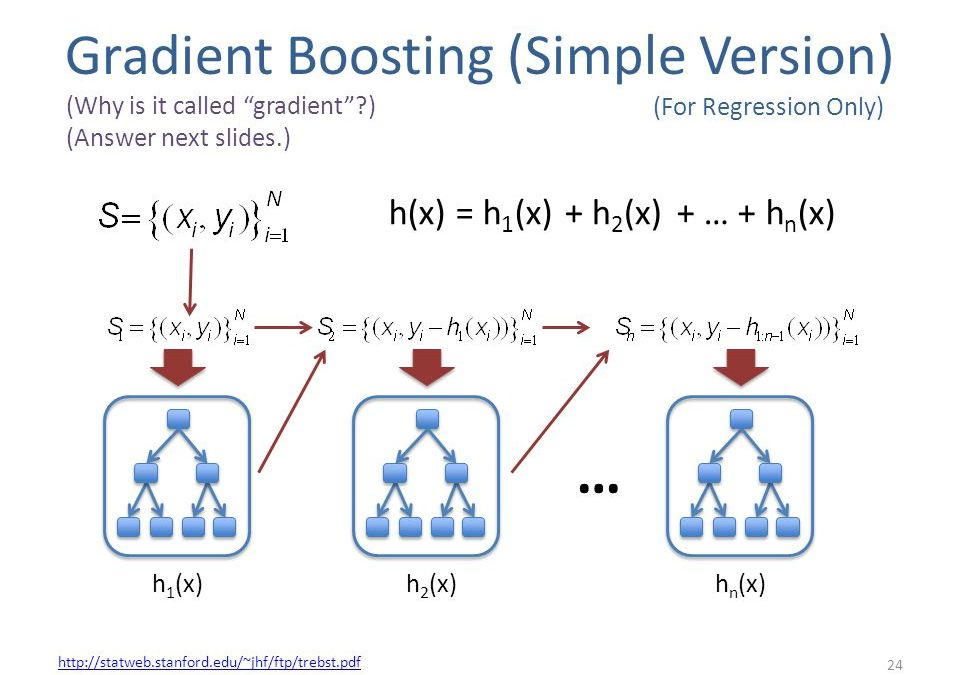 Gradient Boosting (Simple Version)
(Why is it called “gradient”?)
(For Regression Only)
(Answer next slides.)
S={(xᵢ, yᵢ)}ᵢ₌₁ᴺ
h(x) = h₁(x) + h₂(x) + … + hₙ(x)
S₁={(xᵢ, yᵢ)}ᵢ₌₁ᴺ
S₂={(xᵢ, yᵢ – h₁(xᵢ))}ᵢ₌₁ᴺ
Sₙ={(xᵢ, yᵢ – h₁:ₙ₋₁(xᵢ))}ᵢ₌₁ᴺ
…
h₁(x)
h₂(x)
hₙ(x)
http://statweb.stanford.edu/~jhf/ftp/trebst.pdf
24